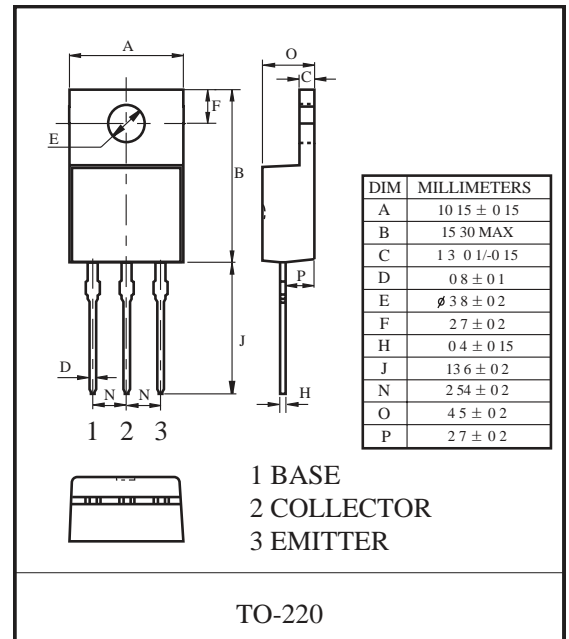 A
O
C
F
E
B
P
D
J
N N
H
1 2 3
DIM MILLIMETERS
A 10 15 ± 0 15
B 15 30 MAX
C 1 3 0 1/-0 15
D 0 8 ± 0 1
E ø 3 8 ± 0 2
F 2 7 ± 0 2
H 0 4 ± 0 15
J 13 6 ± 0 2
N 2 54 ± 0 2
O 4 5 ± 0 2
P 2 7 ± 0 2
1 BASE
2 COLLECTOR
3 EMITTER
TO-220